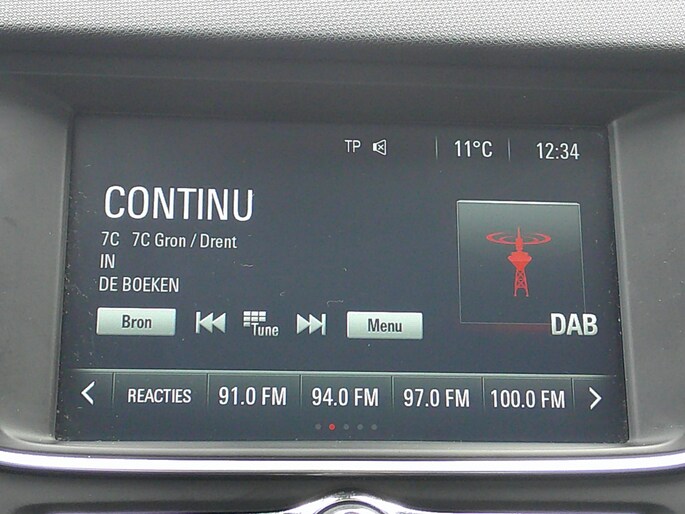 TP 11°C 12:34
CONTINU
7C 7C Gron / Drent
IN
DE BOEKEN
Bron Tune Menu
DAB
REACTIES 91.0 FM 94.0 FM 97.0 FM 100.0 FM